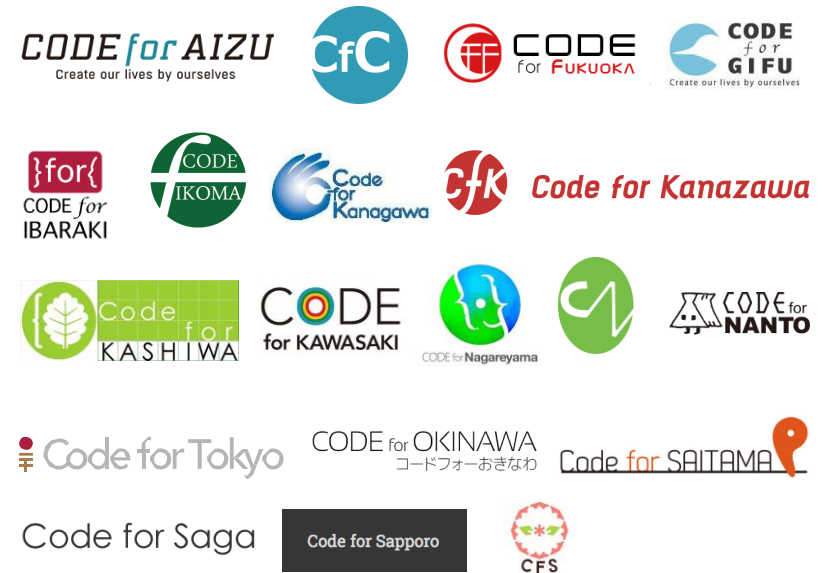 CODE for AIZU
Create our lives by ourselves
CfC
CODE
for FUKUOKA
CODE
for
GIFU
Create our lives by ourselves
}for{
CODE for
IBARAKI
CODE
f
IKOMA
Code
for
Kanagawa
CfK
Code for Kanazawa
Code
for
KASHIWA
CODE
for KAWASAKI
CODE for Nagareyama
CN
CODE for
NANTO
Code for Tokyo
CODE for OKINAWA
コードフォーおきなわ
Code for SAITAMA
Code for Saga
Code for Sapporo
CFS